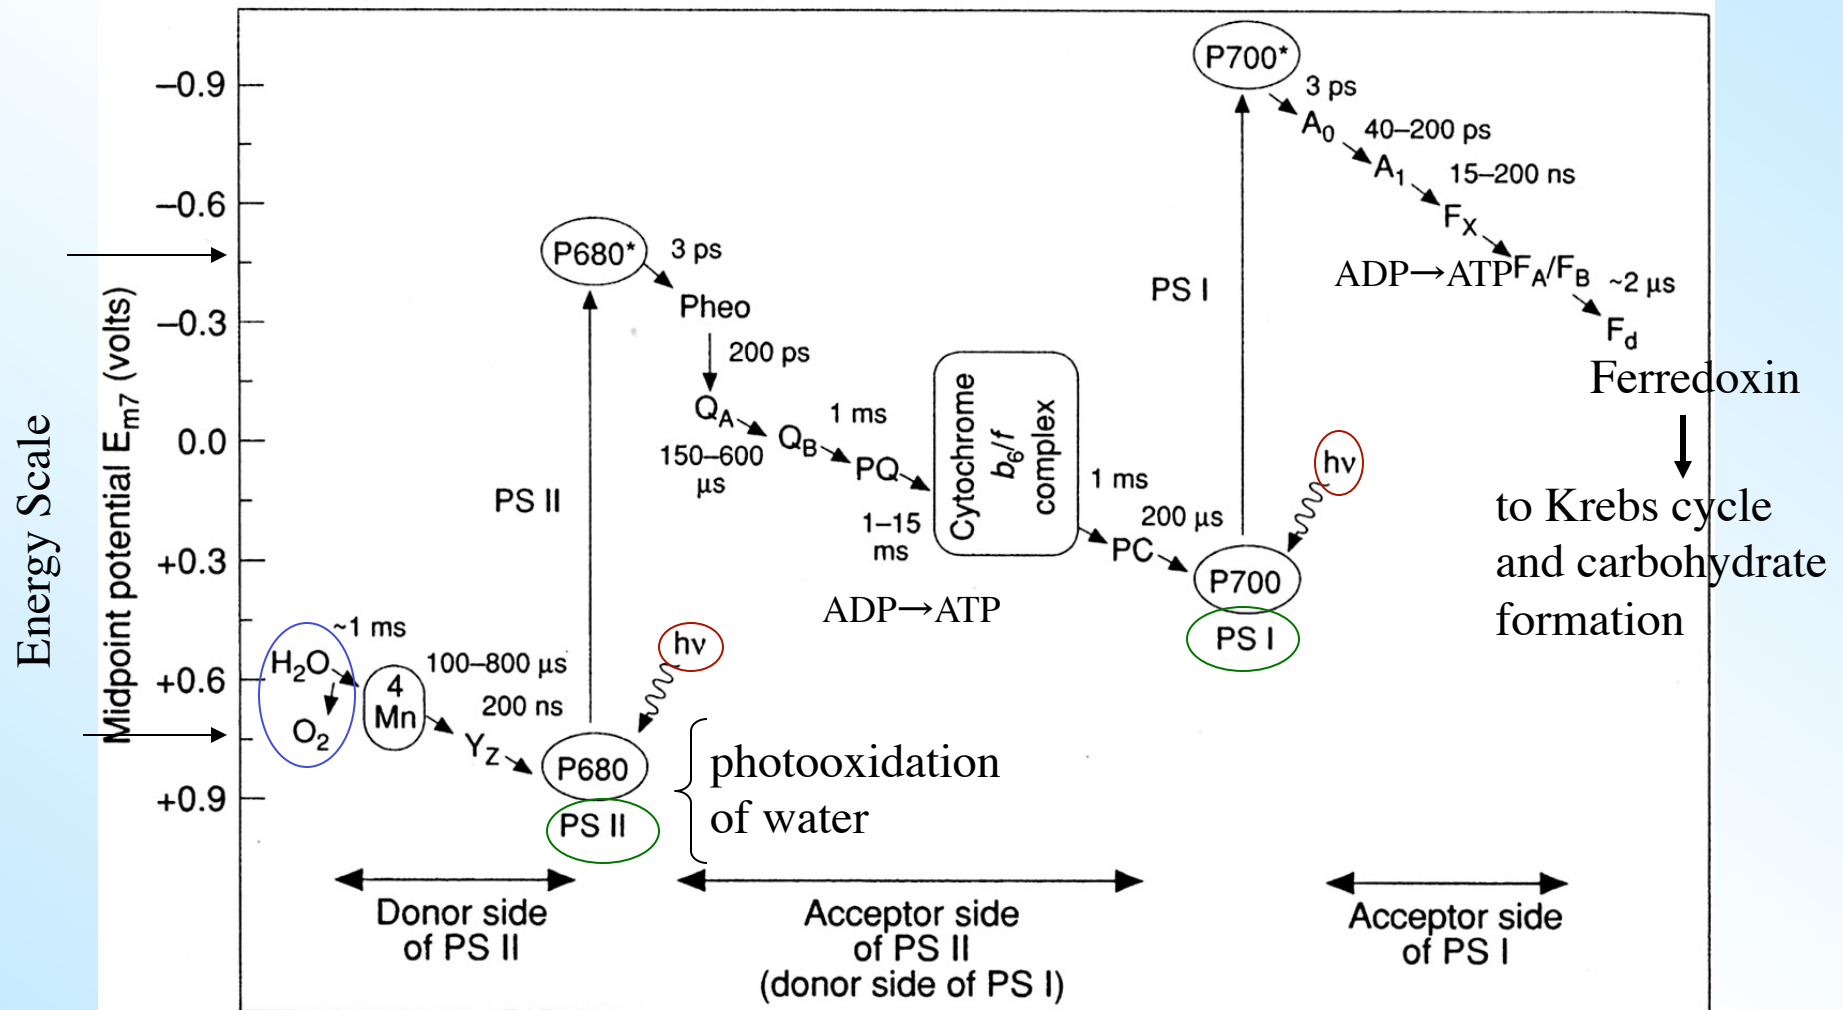 Energy Scale
Midpoint potential Em7 (volts)
–0.9
–0.6
–0.3
0.0
+0.3
+0.6
+0.9
H2O
O2
~1 ms
4
Mn
100–800 µs
YZ
200 ns
P680
PS II
hν
photooxidation
of water
PS II
P680*
3 ps
Pheo
200 ps
QA
150–600
µs
QB
1 ms
PQ
1–15
ms
Cytochrome
b6/f
complex
ADP→ATP
1 ms
PC
200 µs
P700
PS I
hν
PS I
P700*
3 ps
A0
40–200 ps
A1
15–200 ns
FX
ADP→ATP
FA/FB
~2 µs
Fd
Ferredoxin
to Krebs cycle
and carbohydrate
formation
Donor side
of PS II
Acceptor side
of PS II
(donor side of PS I)
Acceptor side
of PS I